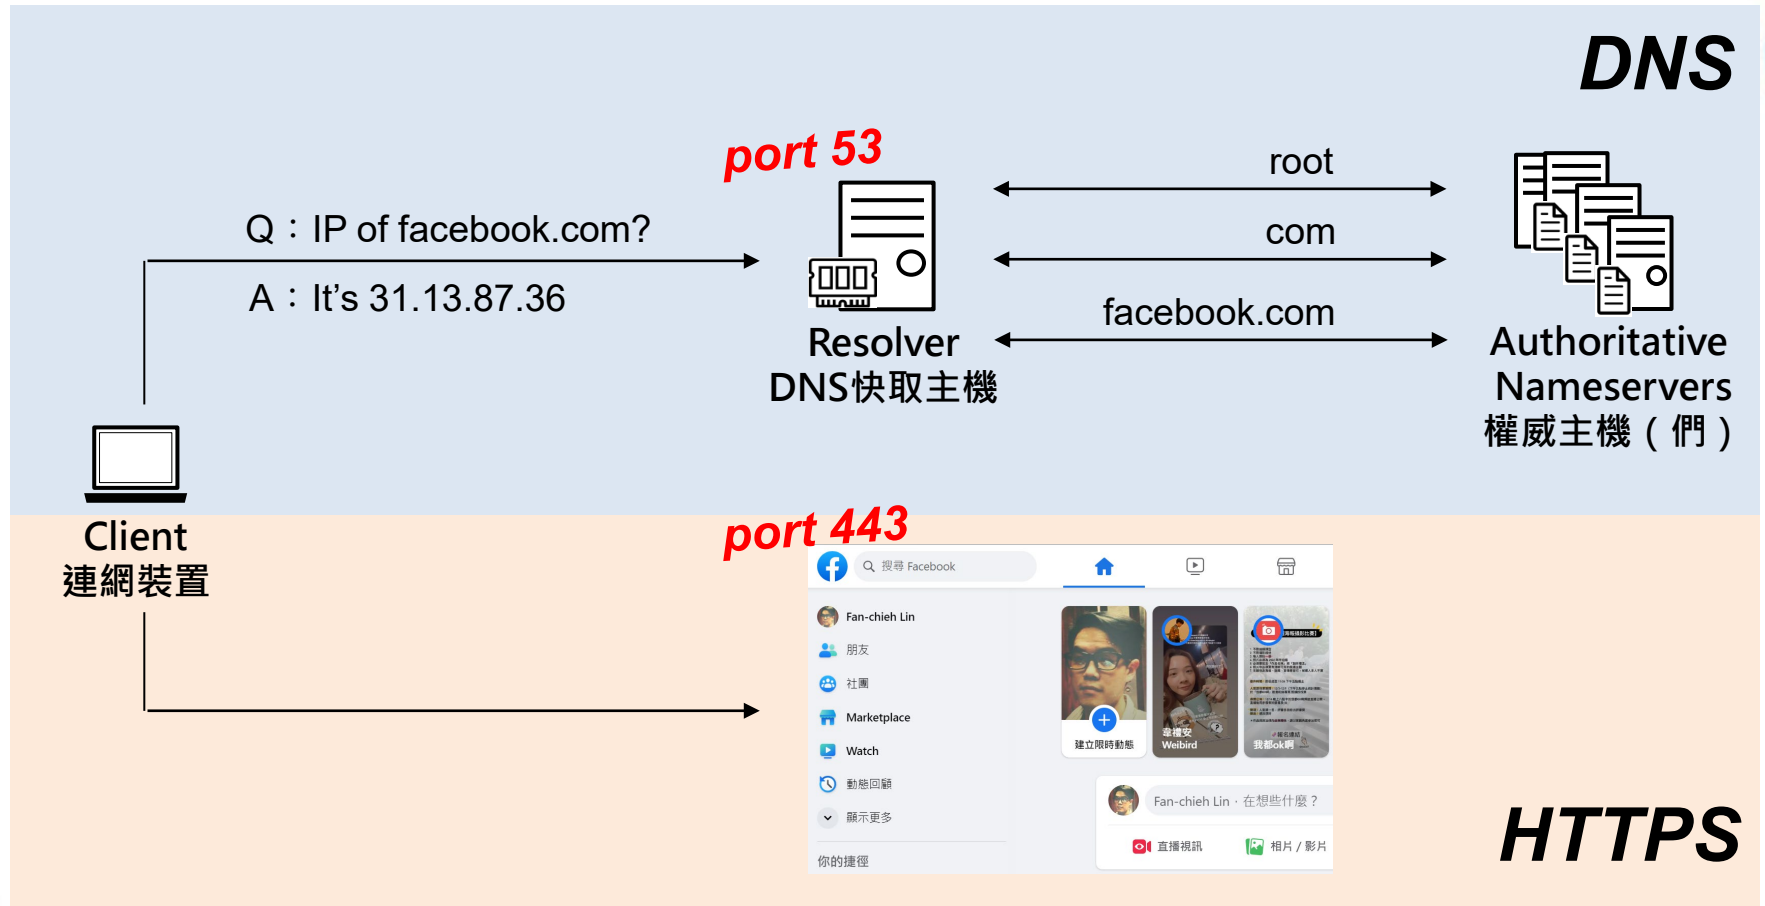 DNS
port 53
root
Q：IP of facebook.com?
com
A：It's 31.13.87.36
facebook.com
Resolver
DNS快取主機
Authoritative
Nameservers
權威主機（們）
Client
連網裝置
port 443
搜尋 Facebook
Fan-chieh Lin
朋友
社團
Marketplace
Watch
動態回顧
顯示更多
你的捷徑
建立限時動態
韋禮安
Weibird
我都ok啊
Fan-chieh Lin，在想些什麼？
直播視訊
相片 / 影片
HTTPS